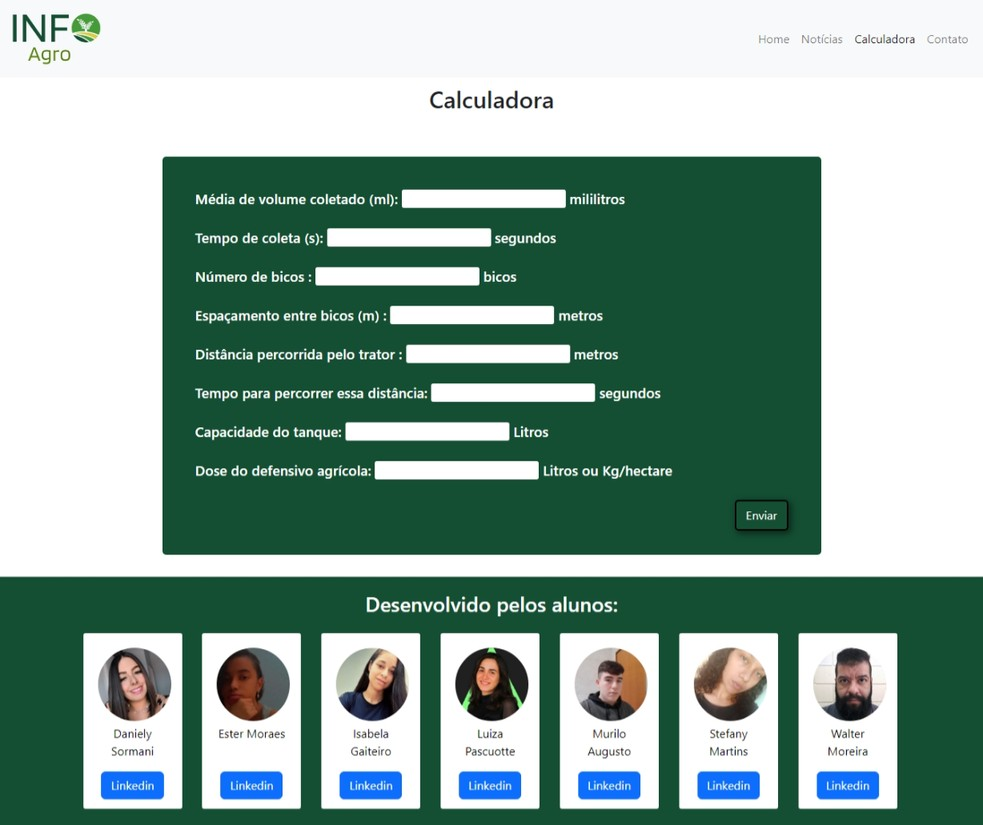 INFO
Agro
Home Notícias Calculadora Contato
Calculadora
Média de volume coletado (ml): mililitros
Tempo de coleta (s): segundos
Número de bicos : bicos
Espaçamento entre bicos (m) : metros
Distância percorrida pelo trator : metros
Tempo para percorrer essa distância: segundos
Capacidade do tanque: Litros
Dose do defensivo agrícola: Litros ou Kg/hectare
Enviar
Desenvolvido pelos alunos:
Daniely
Sormani
Linkedin
Ester Moraes
Linkedin
Isabela
Gaiteiro
Linkedin
Luiza
Pascuotte
Linkedin
Murilo
Augusto
Linkedin
Stefany
Martins
Linkedin
Walter
Moreira
Linkedin